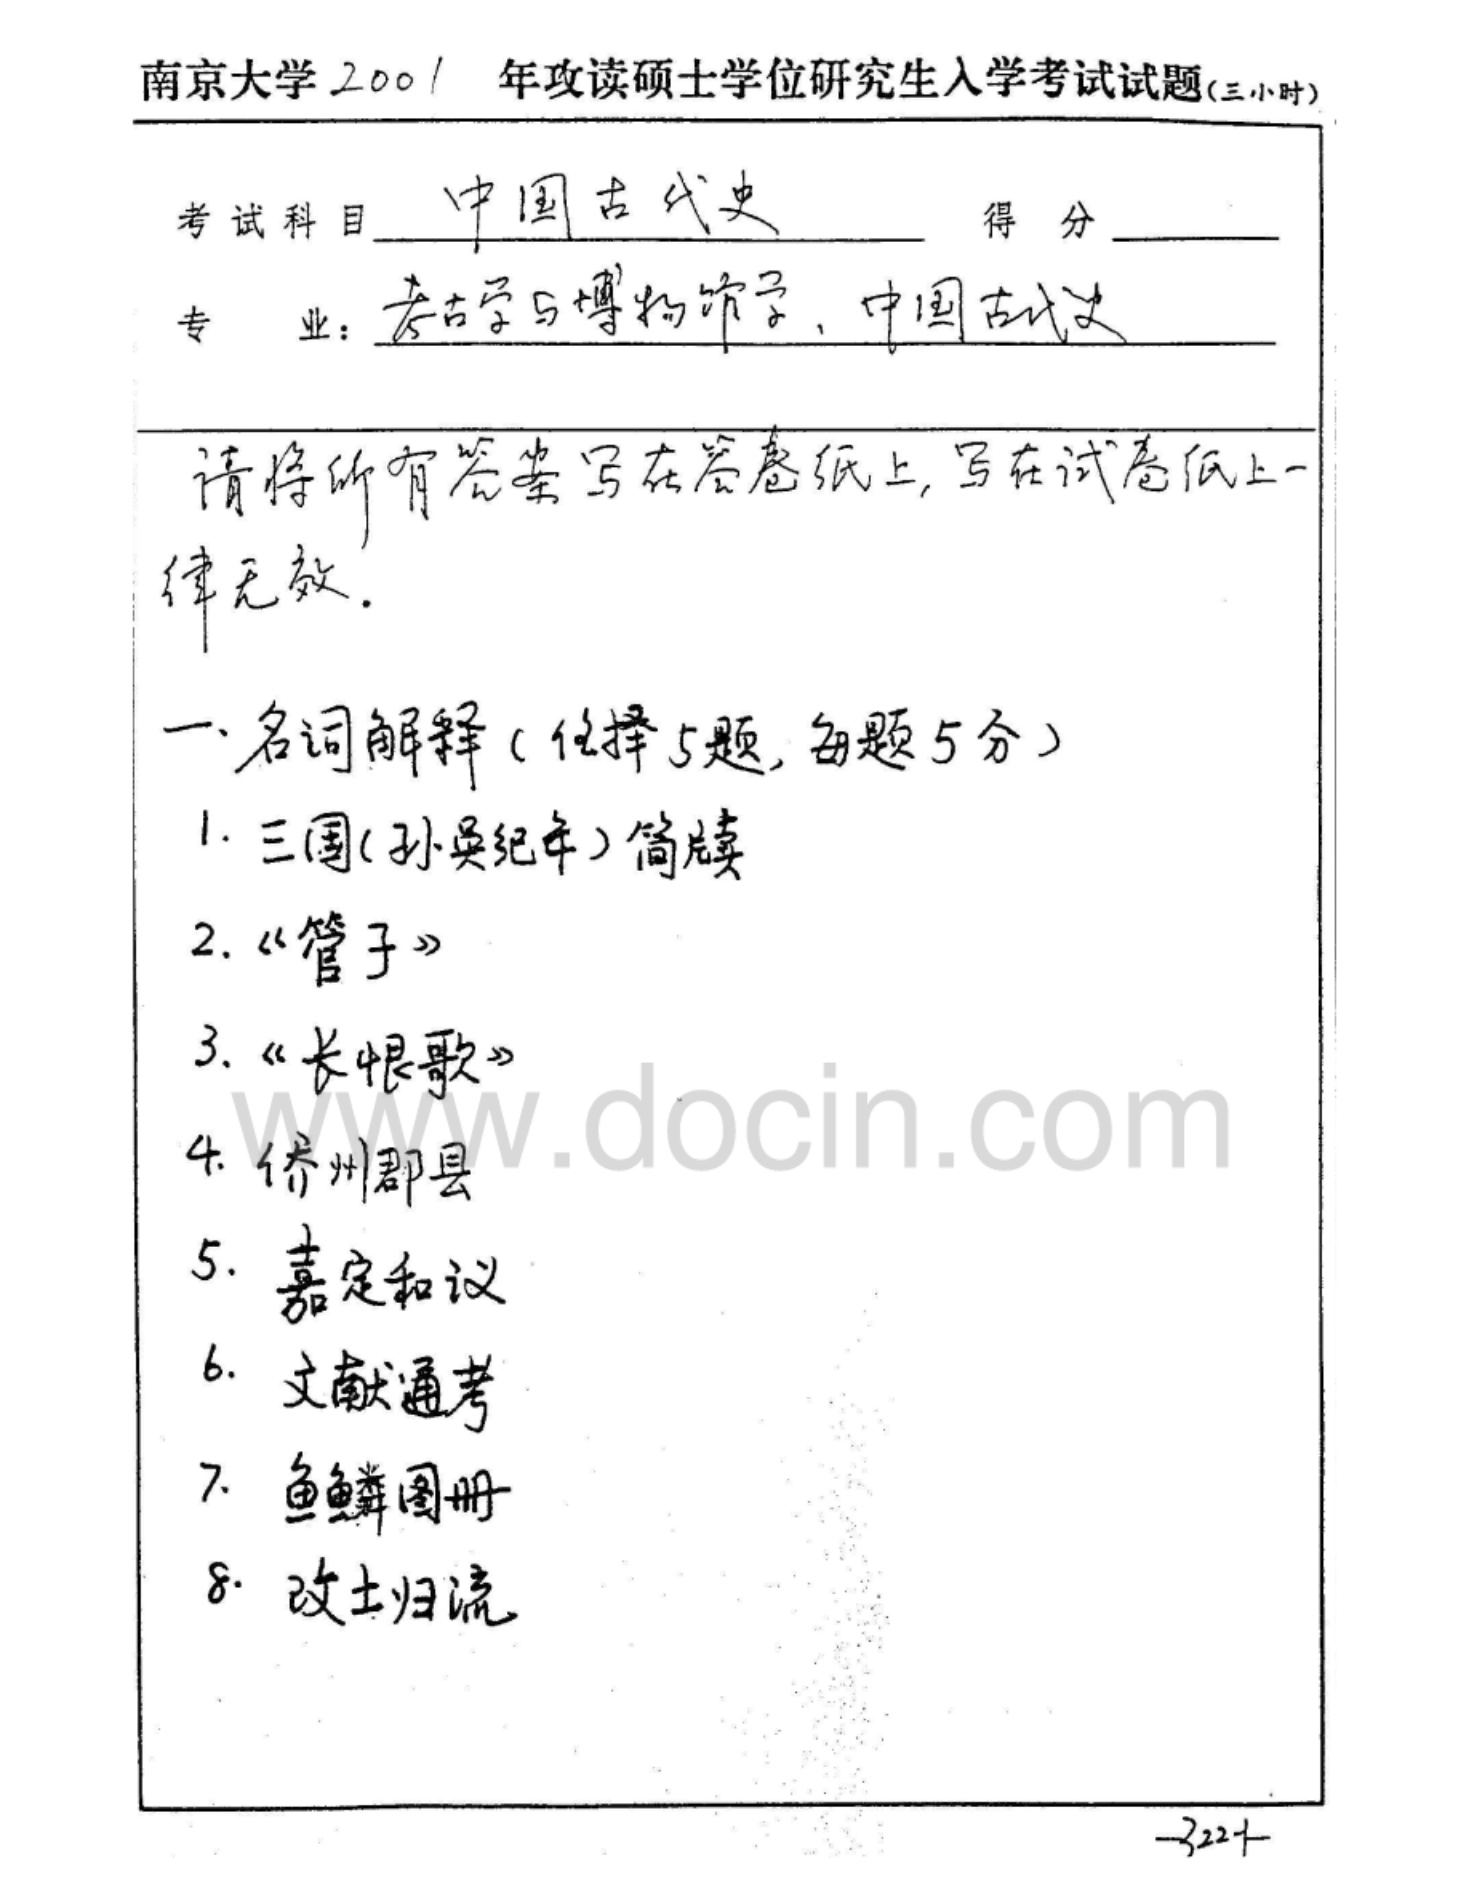 南京大学 2001 年攻读硕士学位研究生入学考试试题(三小时)
考试科目 中国古代史 得 分
专 业: 考古学与博物馆学、中国古代史
请将所有答案写在答卷纸上,写在试卷纸上一
律无效.
一、名词解释(任择5题,每题5分)
1. 三国(孙吴纪年)简牍
2.《管子》
3.《长恨歌》
www.docin.com
4. 侨州郡县
5. 嘉定和议
6. 文献通考
7. 鱼鳞图册
8. 改土归流